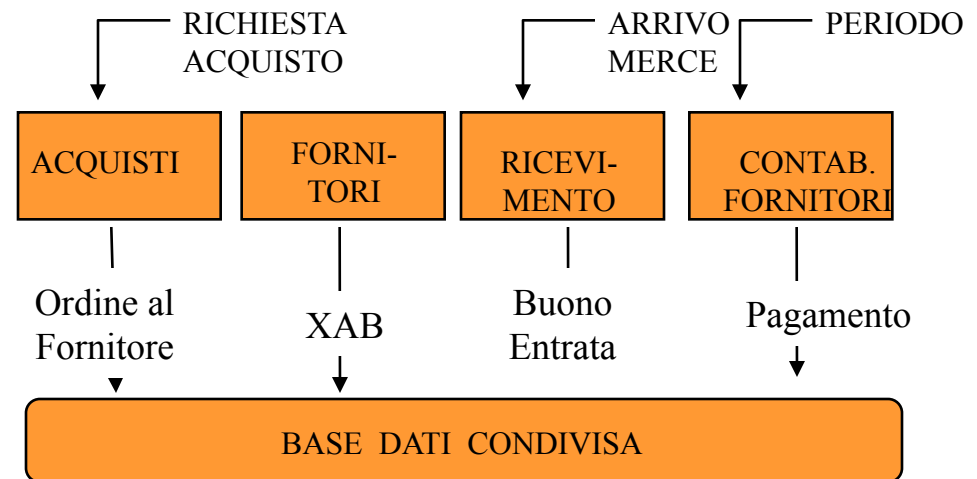 RICHIESTA
ACQUISTO
ARRIVO
MERCE
PERIODO
ACQUISTI
FORNI-
TORI
RICEVI-
MENTO
CONTAB.
FORNITORI
Ordine al
Fornitore
XAB
Buono
Entrata
Pagamento
BASE DATI CONDIVISA